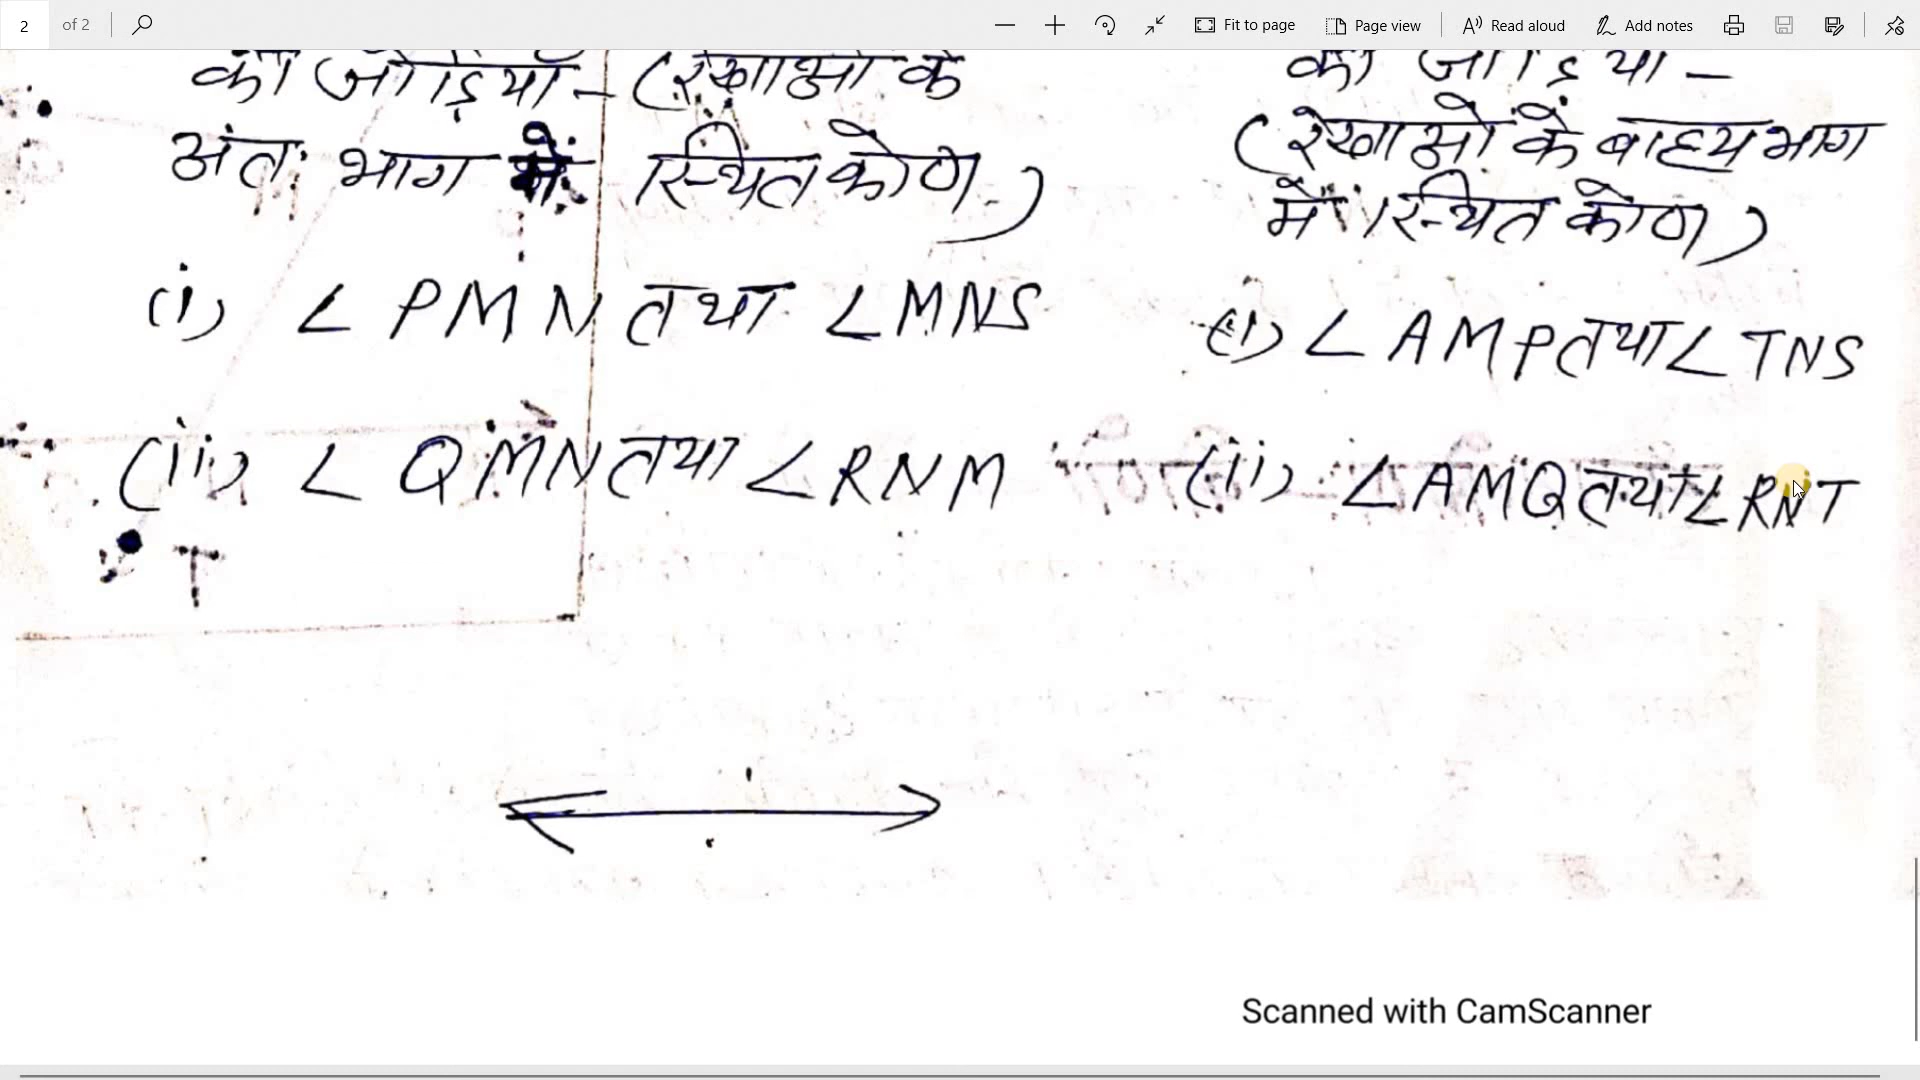 2 of 2 Fit to page Page view Read aloud Add notes
की जोड़ियाँ - (रेखाओं के
अंतः भाग में स्थित कोण)
(i) ∠PMN तथा ∠MNS
(ii) ∠QMN तथा ∠RNM
T
की जोड़ियाँ -
(रेखाओं के बाह्य भाग
में स्थित कोण)
(i) ∠AMP तथा ∠TNS
(ii) ∠AMQ तथा ∠RNT
Scanned with CamScanner